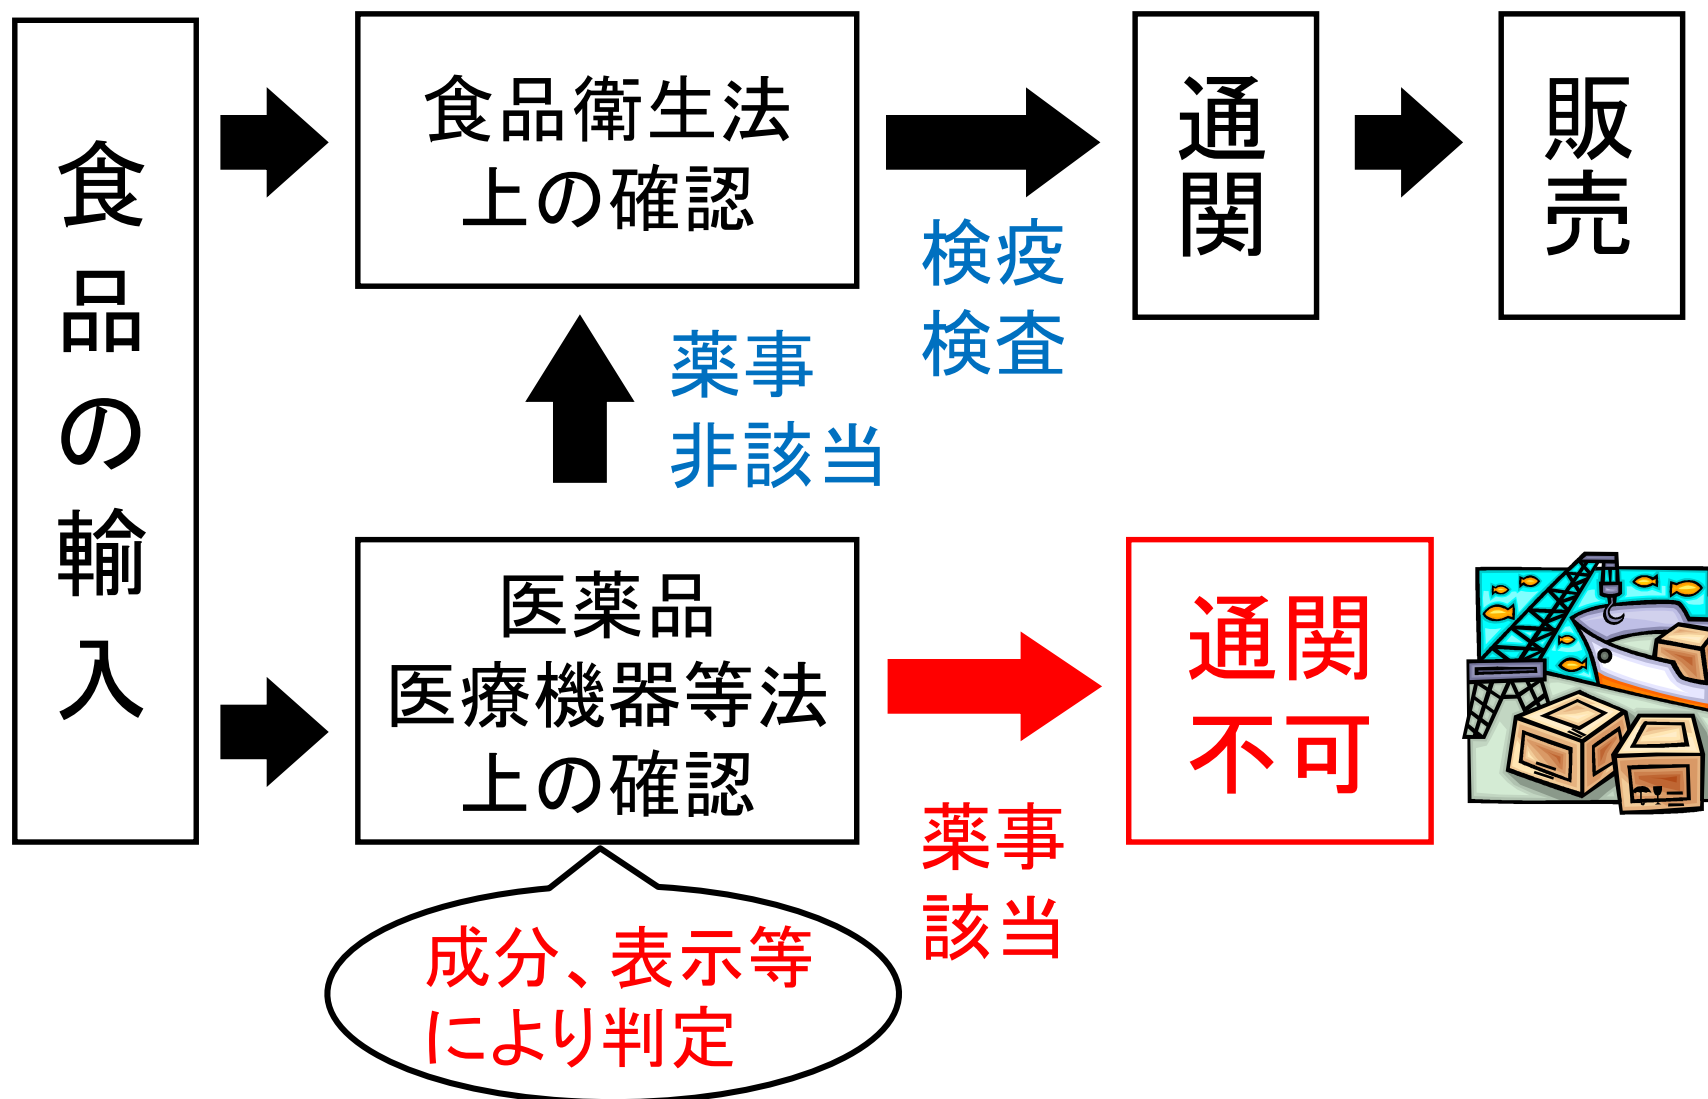 食品の輸入
食品衛生法
上の確認
検疫
検査
通関
販売
薬事
非該当
医薬品
医療機器等法
上の確認
薬事
該当
通関
不可
成分、表示等
により判定